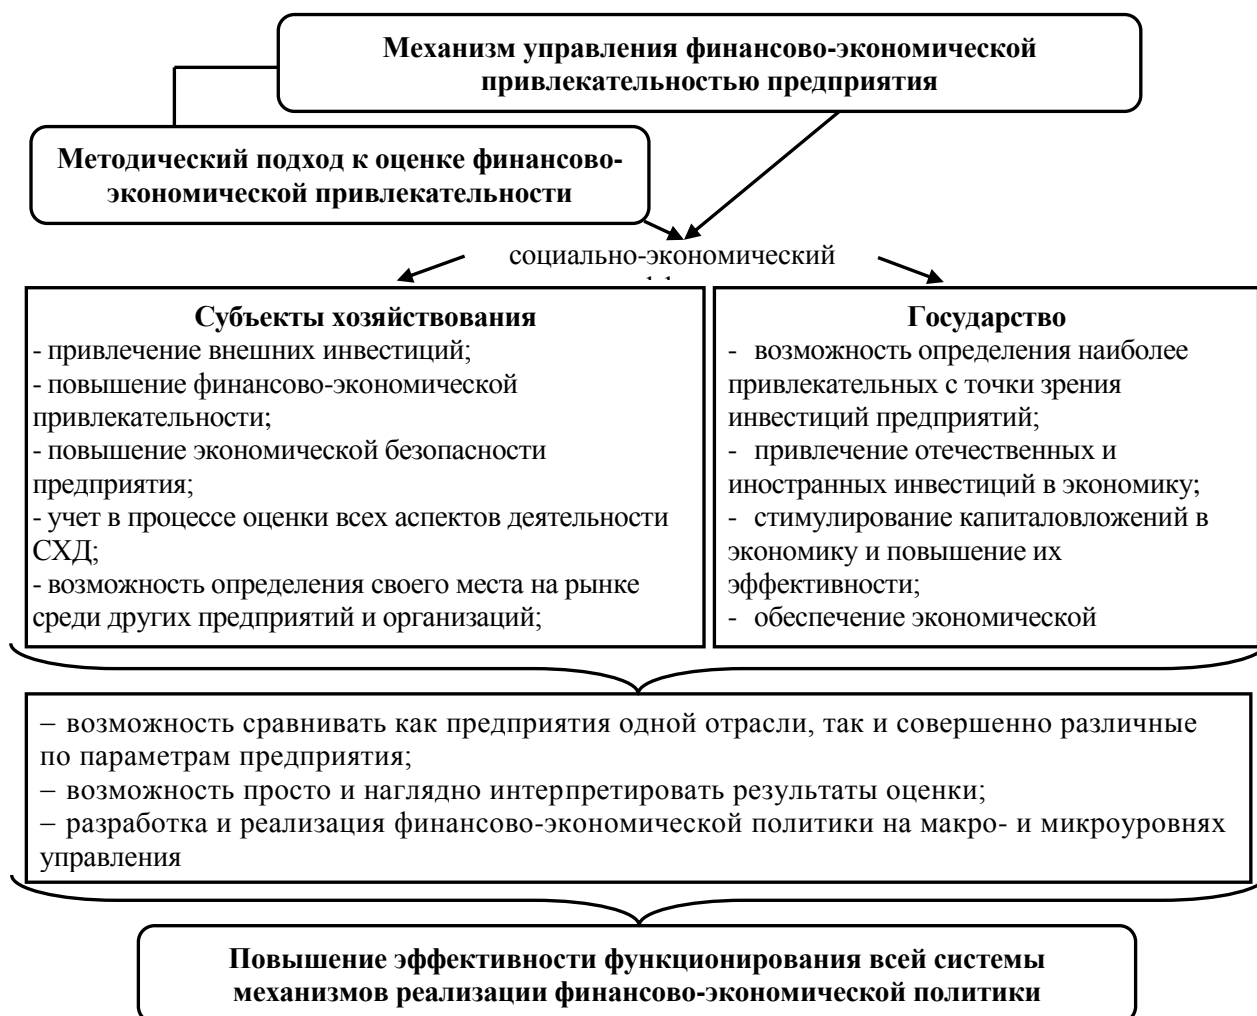 Механизм управления финансово-экономической
привлекательностью предприятия
Методический подход к оценке финансово-
экономической привлекательности
социально-экономический
Субъекты хозяйствования
- привлечение внешних инвестиций;
- повышение финансово-экономической
привлекательности;
- повышение экономической безопасности
предприятия;
- учет в процессе оценки всех аспектов деятельности
СХД;
- возможность определения своего места на рынке
среди других предприятий и организаций;
Государство
- возможность определения наиболее
привлекательных с точки зрения
инвестиций предприятий;
- привлечение отечественных и
иностранных инвестиций в экономику;
- стимулирование капиталовложений в
экономику и повышение их
эффективности;
- обеспечение экономической
– возможность сравнивать как предприятия одной отрасли, так и совершенно различные
по параметрам предприятия;
– возможность просто и наглядно интерпретировать результаты оценки;
– разработка и реализация финансово-экономической политики на макро- и микроуровнях
управления
Повышение эффективности функционирования всей системы
механизмов реализации финансово-экономической политики